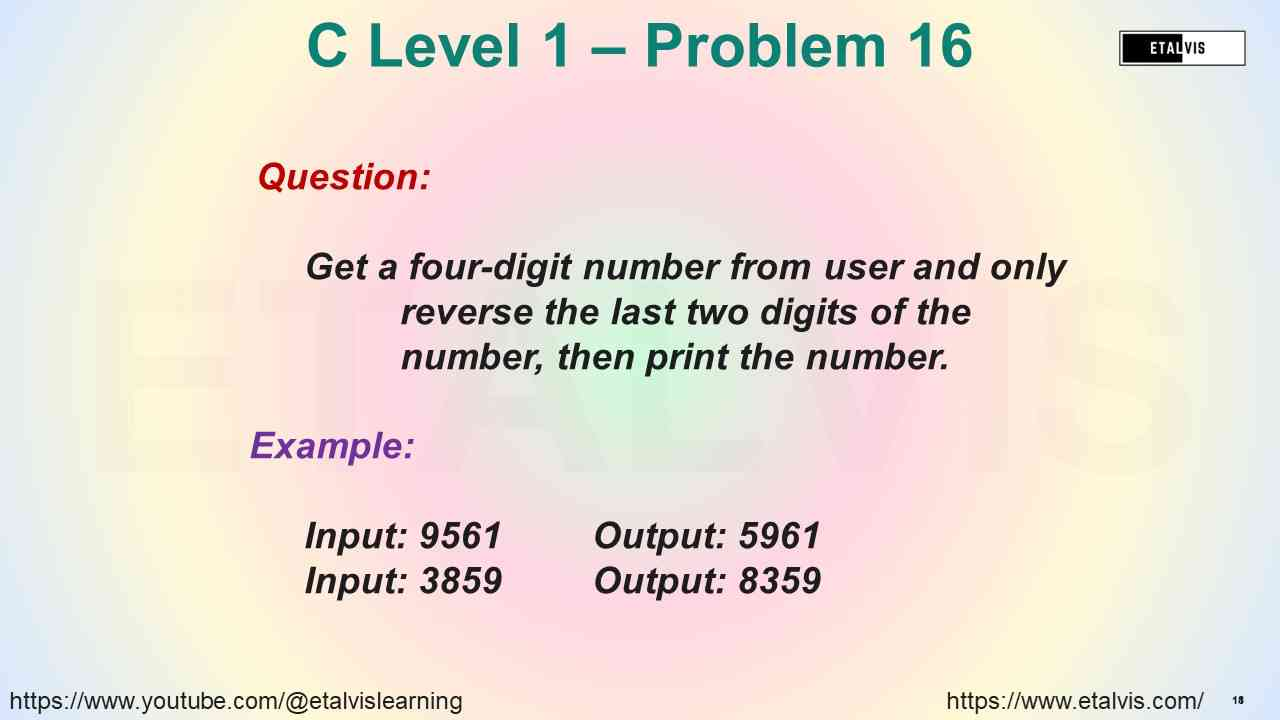 C Level 1 – Problem 16
ETALVIS
Question:
Get a four-digit number from user and only
reverse the last two digits of the
number, then print the number.
Example:
Input: 9561 Output: 5961
Input: 3859 Output: 8359
ETALVIS
https://www.youtube.com/@etalvislearning
https://www.etalvis.com/